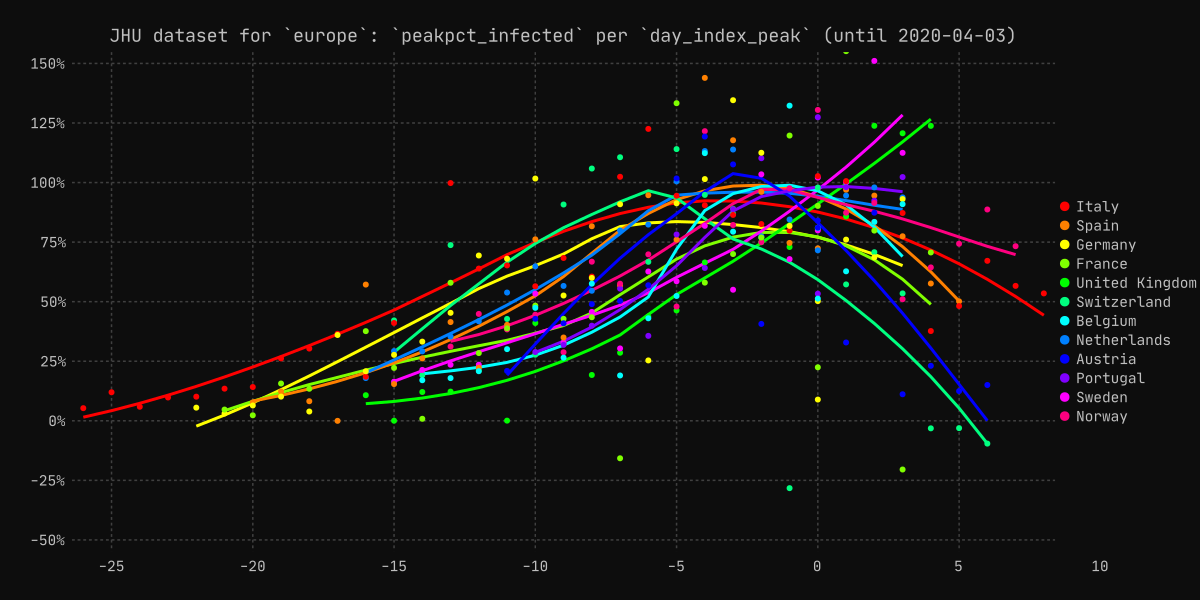 JHU dataset for `europe`: `peakpct_infected` per `day_index_peak` (until 2020-04-03)
150%
125%
100%
75%
50%
25%
0%
-25%
-50%
-25 -20 -15 -10 -5 0 5 10
Italy
Spain
Germany
France
United Kingdom
Switzerland
Belgium
Netherlands
Austria
Portugal
Sweden
Norway